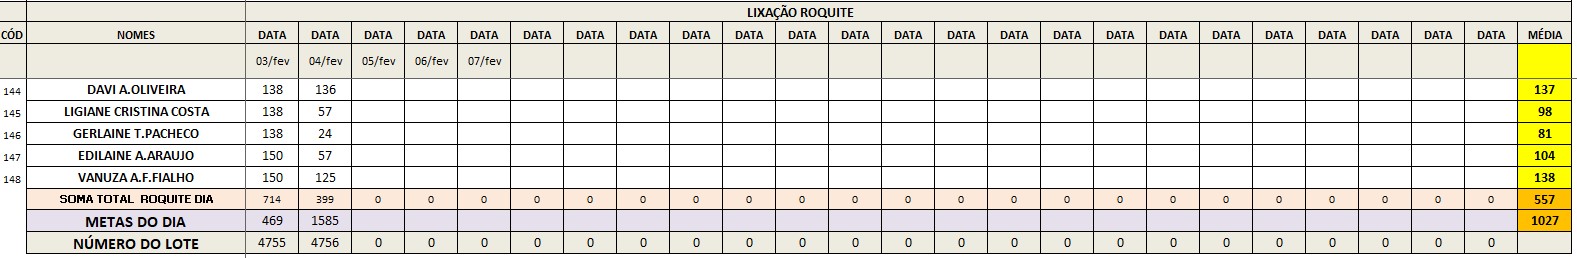 LIXAÇÃO ROQUITE
CÓD NOMES DATA DATA DATA DATA DATA DATA DATA DATA DATA DATA DATA DATA DATA DATA DATA DATA DATA DATA DATA DATA DATA DATA DATA DATA MÉDIA
03/fev 04/fev 05/fev 06/fev 07/fev
144 DAVI A.OLIVEIRA 138 136 137
145 LIGIANE CRISTINA COSTA 138 57 98
146 GERLAINE T.PACHECO 138 24 81
147 EDILAINE A.ARAUJO 150 57 104
148 VANUZA A.F.FIALHO 150 125 138
SOMA TOTAL ROQUITE DIA 714 399 0 0 0 0 0 0 0 0 0 0 0 0 0 0 0 0 0 0 0 0 0 0 557
METAS DO DIA 469 1585 1027
NÚMERO DO LOTE 4755 4756 0 0 0 0 0 0 0 0 0 0 0 0 0 0 0 0 0 0 0 0 0 0